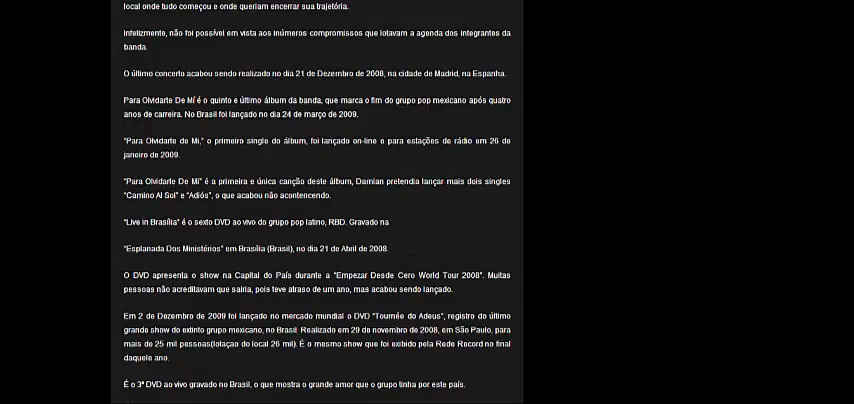 local onde tudo começou e onde queriam encerrar sua trajetória.
Infelizmente, não foi possível em vista aos inúmeros compromissos que lotavam a agenda dos integrantes da
banda.
O último concerto acabou sendo realizado no dia 21 de Dezembro de 2008, na cidade de Madrid, na Espanha.
Para Olvidarte De Mí é o quinto e último álbum da banda, que marca o fim do grupo pop mexicano após quatro
anos de carreira. No Brasil foi lançado no dia 24 de março de 2009.
"Para Olvidarte de Mi," o primeiro single do álbum, foi lançado on-line e para estações de rádio em 26 de
janeiro de 2009.
"Para Olvidarte De Mí" é a primeira e única canção deste álbum, Damian pretendia lançar mais dois singles
"Camino Al Sol" e "Adiós", o que acabou não acontencendo.
"Live in Brasília" é o sexto DVD ao vivo do grupo pop latino, RBD. Gravado na
"Esplanada Dos Ministérios" em Brasília (Brasil), no dia 21 de Abril de 2008.
O DVD apresenta o show na Capital do País durante a "Empezar Desde Cero World Tour 2008". Muitas
pessoas não acreditavam que sairia, pois teve atraso de um ano, mas acabou sendo lançado.
Em 2 de Dezembro de 2009 foi lançado no mercado mundial o DVD "Tournée do Adeus", registro do último
grande show do extinto grupo mexicano, no Brasil. Realizado em 29 de novembro de 2008, em São Paulo, para
mais de 25 mil pessoas(lotaçao do local 26 mil). É o mesmo show que foi exibido pela Rede Record no final
daquele ano.
É o 3º DVD ao vivo gravado no Brasil, o que mostra o grande amor que o grupo tinha por este país.